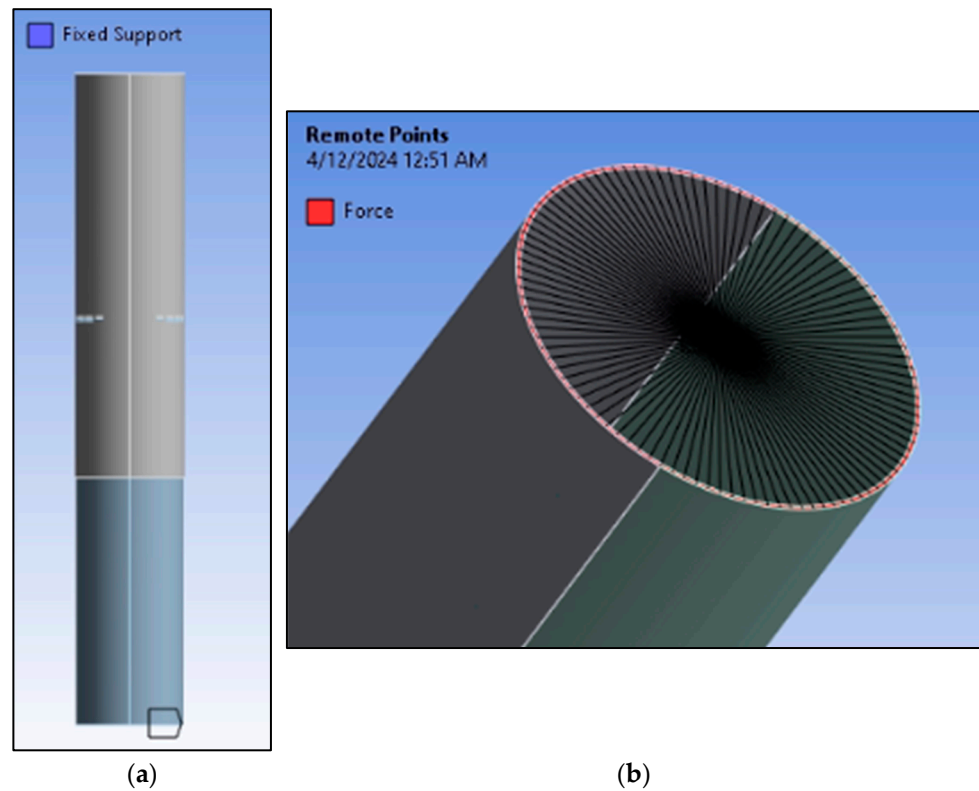 Fixed Support
Remote Points
4/12/2024 12:51 AM
Force
(a)
(b)